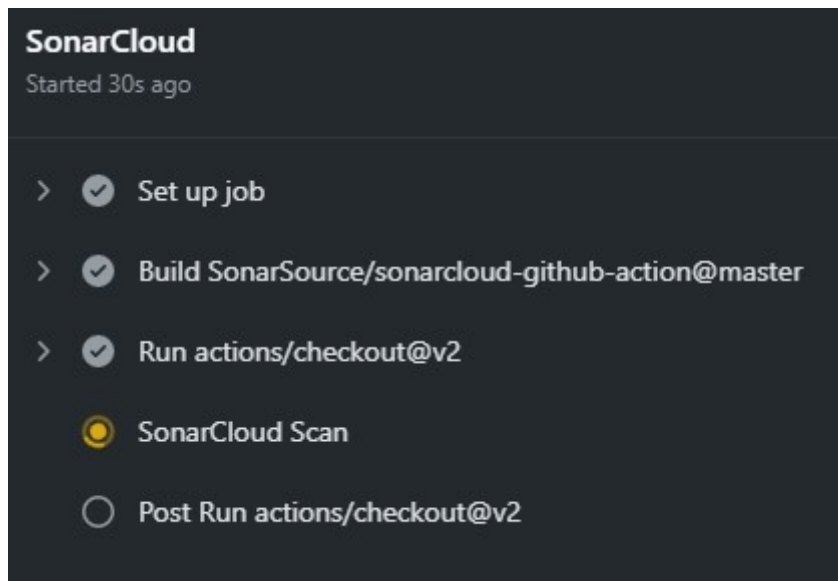 SonarCloud
Started 30s ago
Set up job
Build SonarSource/sonarcloud-github-action@master
Run actions/checkout@v2
SonarCloud Scan
Post Run actions/checkout@v2